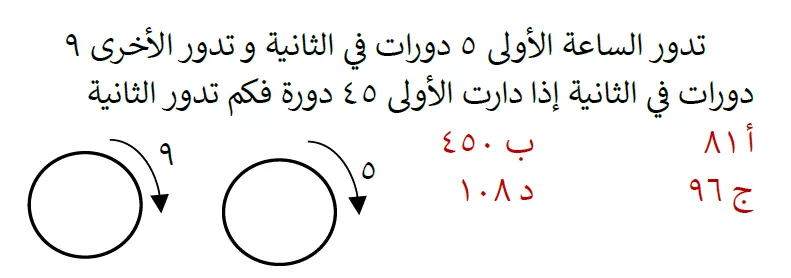 تدور الساعة الأولى ٥ دورات في الثانية و تدور الأخرى ٩
دورات في الثانية إذا دارت الأولى ٤٥ دورة فكم تدور الثانية
أ ٨١ ب ٤٥٠
ج ٩٦ د ١٠٨
٥ ٩